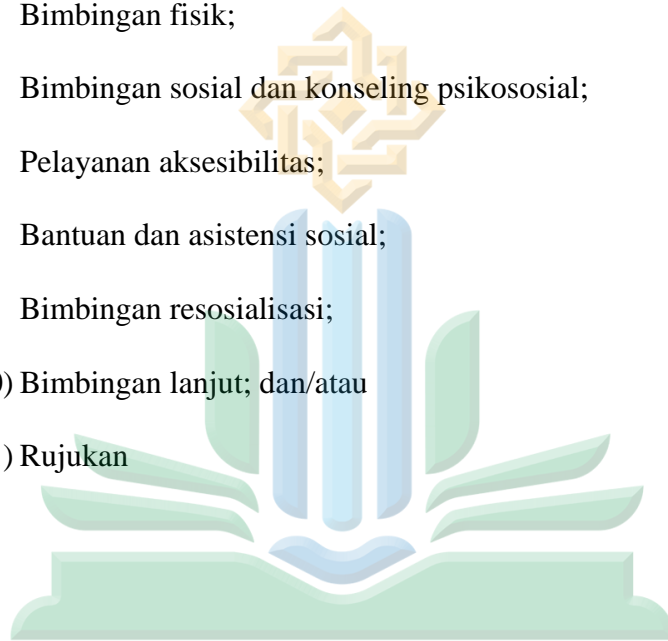 Bimbingan fisik;
Bimbingan sosial dan konseling psikososial;
Pelayanan aksesibilitas;
Bantuan dan asistensi sosial;
Bimbingan resosialisasi;
) Bimbingan lanjut; dan/atau
) Rujukan